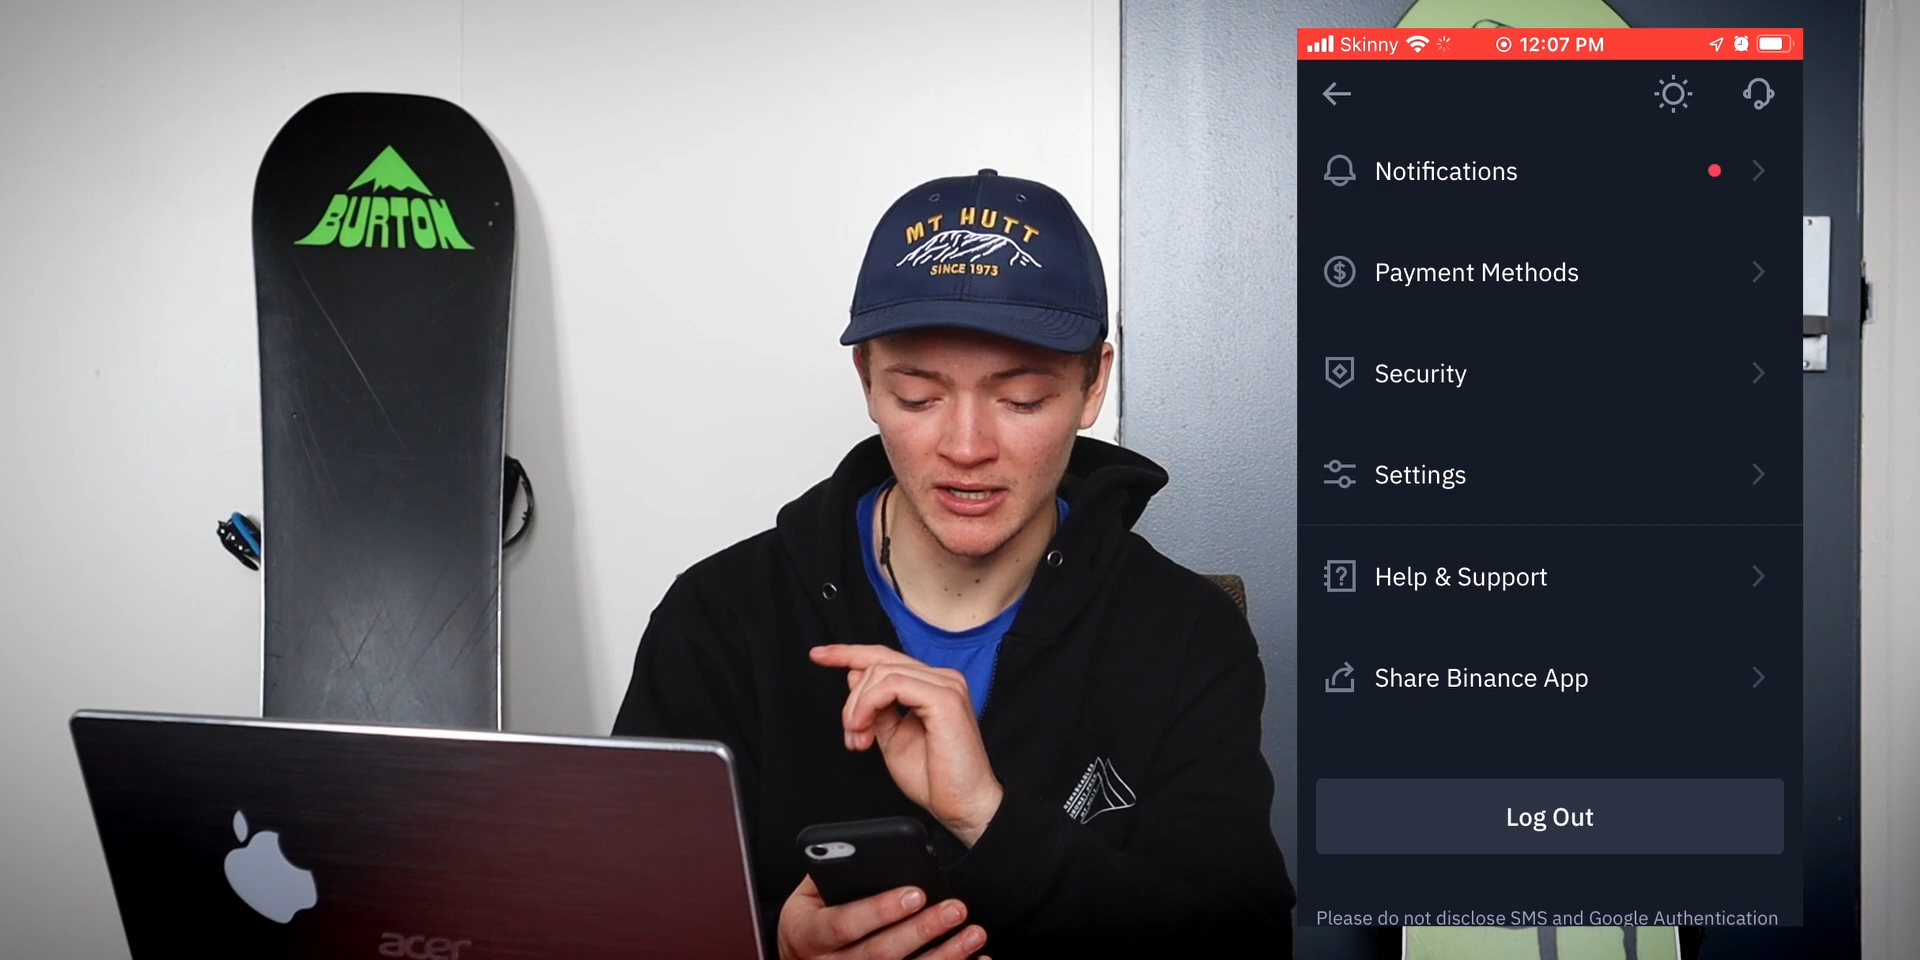 BURTON
MT HUTT
SINCE 1973
acer
Skinny
12:07 PM
Notifications
Payment Methods
Security
Settings
Help & Support
Share Binance App
Log Out
Please do not disclose SMS and Google Authentication